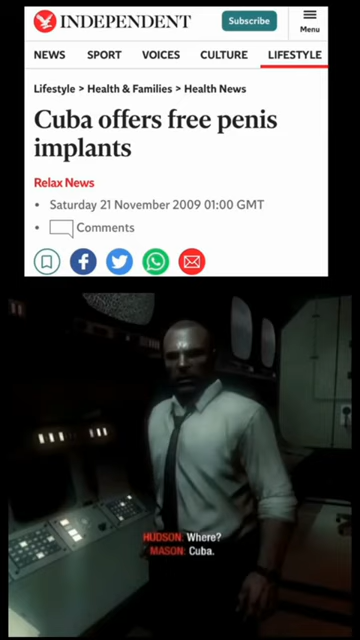 INDEPENDENT
Subscribe
Menu
NEWS SPORT VOICES CULTURE LIFESTYLE
Lifestyle > Health & Families > Health News
Cuba offers free penis
implants
Relax News
• Saturday 21 November 2009 01:00 GMT
• Comments
HUDSON: Where?
MASON: Cuba.